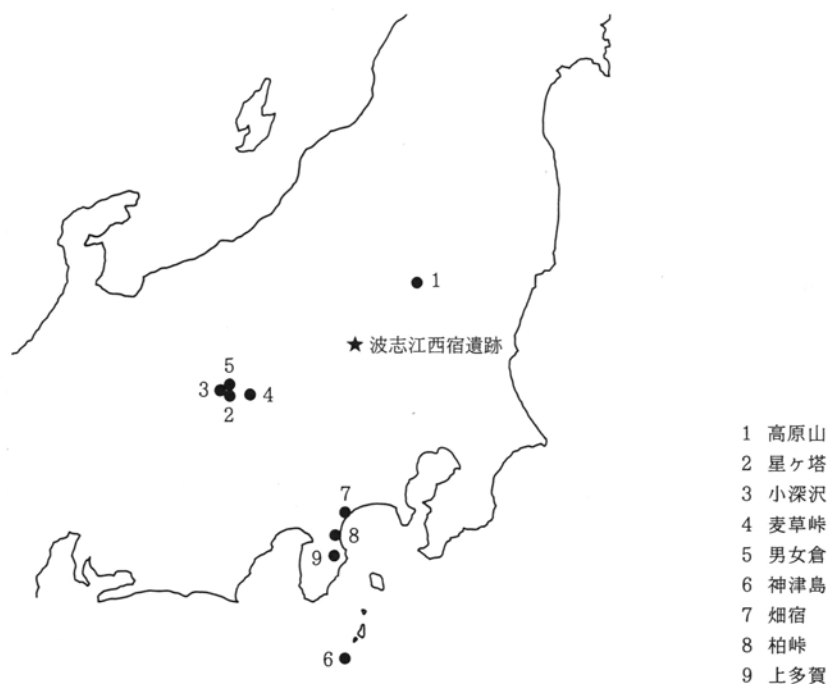 1
★ 波志江西宿遺跡
5
3
4
2
7
8
9
6
1 高原山
2 星ヶ塔
3 小深沢
4 麦草峠
5 男女倉
6 神津島
7 畑宿
8 柏峠
9 上多賀